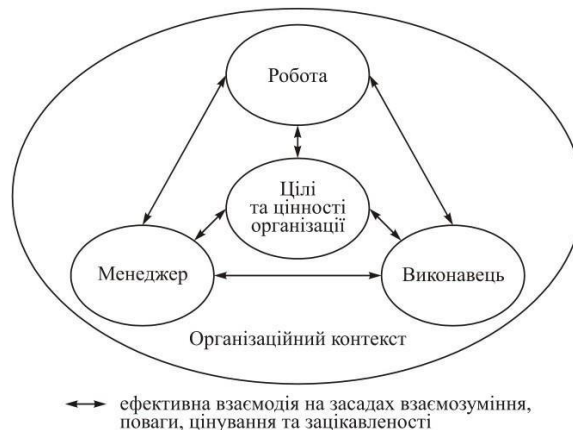 Робота
Цілі
та цінності
організації
Менеджер
Виконавець
Організаційний контекст
ефективна взаємодія на засадах взаємозуміння,
поваги, цінування та зацікавленості